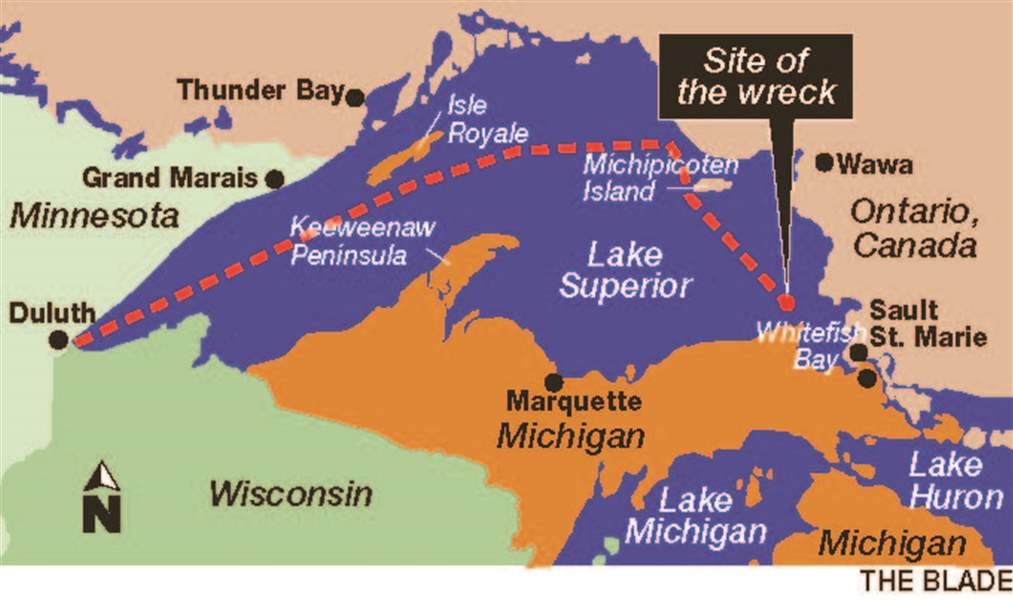 Site of
the wreck
Thunder Bay
Isle
Royale
Grand Marais
Minnesota
Michipicoten
Island
Wawa
Ontario,
Canada
Keeweenaw
Peninsula
Lake
Superior
Duluth
Sault
St. Marie
Whitefish
Bay
Marquette
Michigan
Wisconsin
N
Lake
Michigan
Lake
Huron
Michigan
THE BLADE